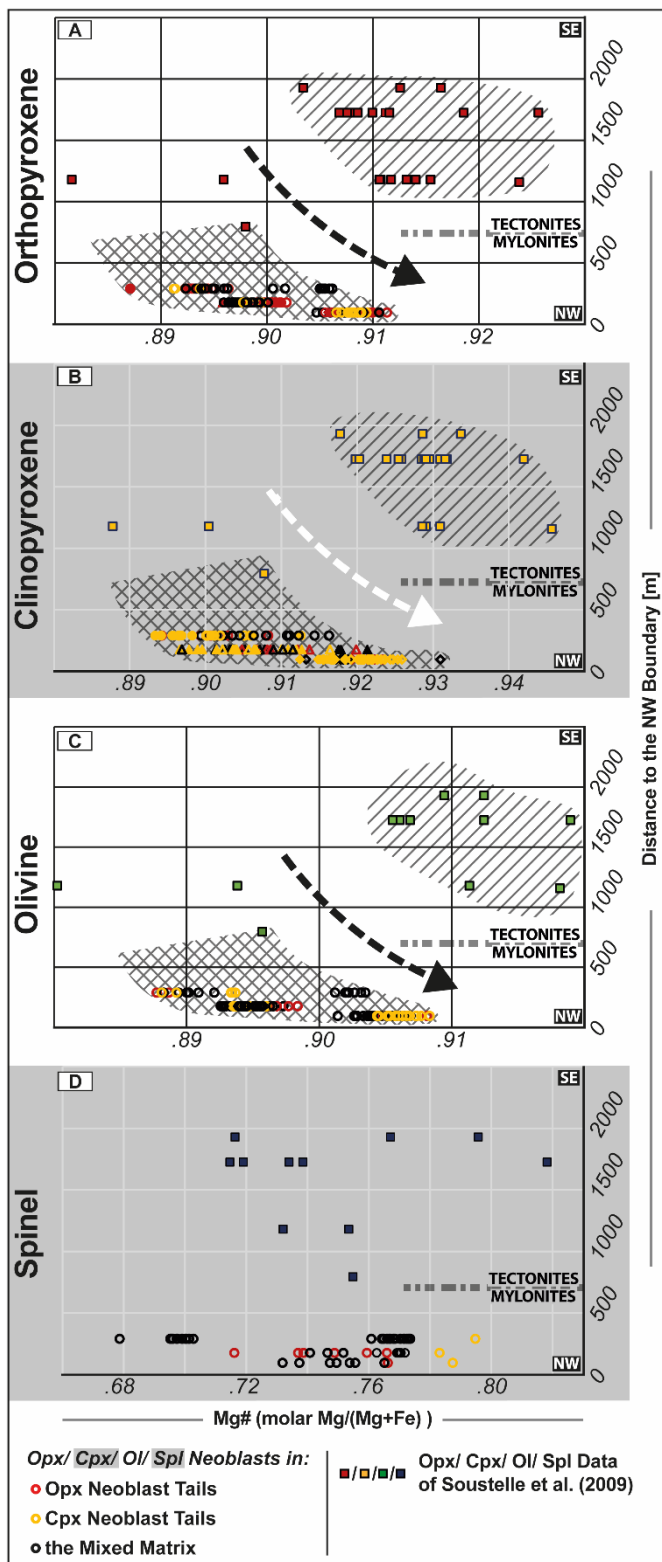 A
SE
Orthopyroxene
2000
1500
1000
TECTONITES
MYLONITES
500
NW
0
.89
.90
.91
.92
B
SE
Clinopyroxene
2000
1500
1000
TECTONITES
MYLONITES
500
NW
0
.89
.90
.91
.92
.93
.94
C
SE
Olivine
2000
1500
1000
TECTONITES
MYLONITES
500
NW
0
.89
.90
.91
D
SE
Spinel
2000
1500
1000
TECTONITES
MYLONITES
500
NW
0
.68
.72
.76
.80
Distance to the NW Boundary [m]
Mg# (molar Mg/(Mg+Fe) )
Opx/ Cpx/ Ol/ Spl Neoblasts in:
Opx Neoblast Tails
Cpx Neoblast Tails
the Mixed Matrix
/ / / Opx/ Cpx/ Ol/ Spl Data
of Soustelle et al. (2009)